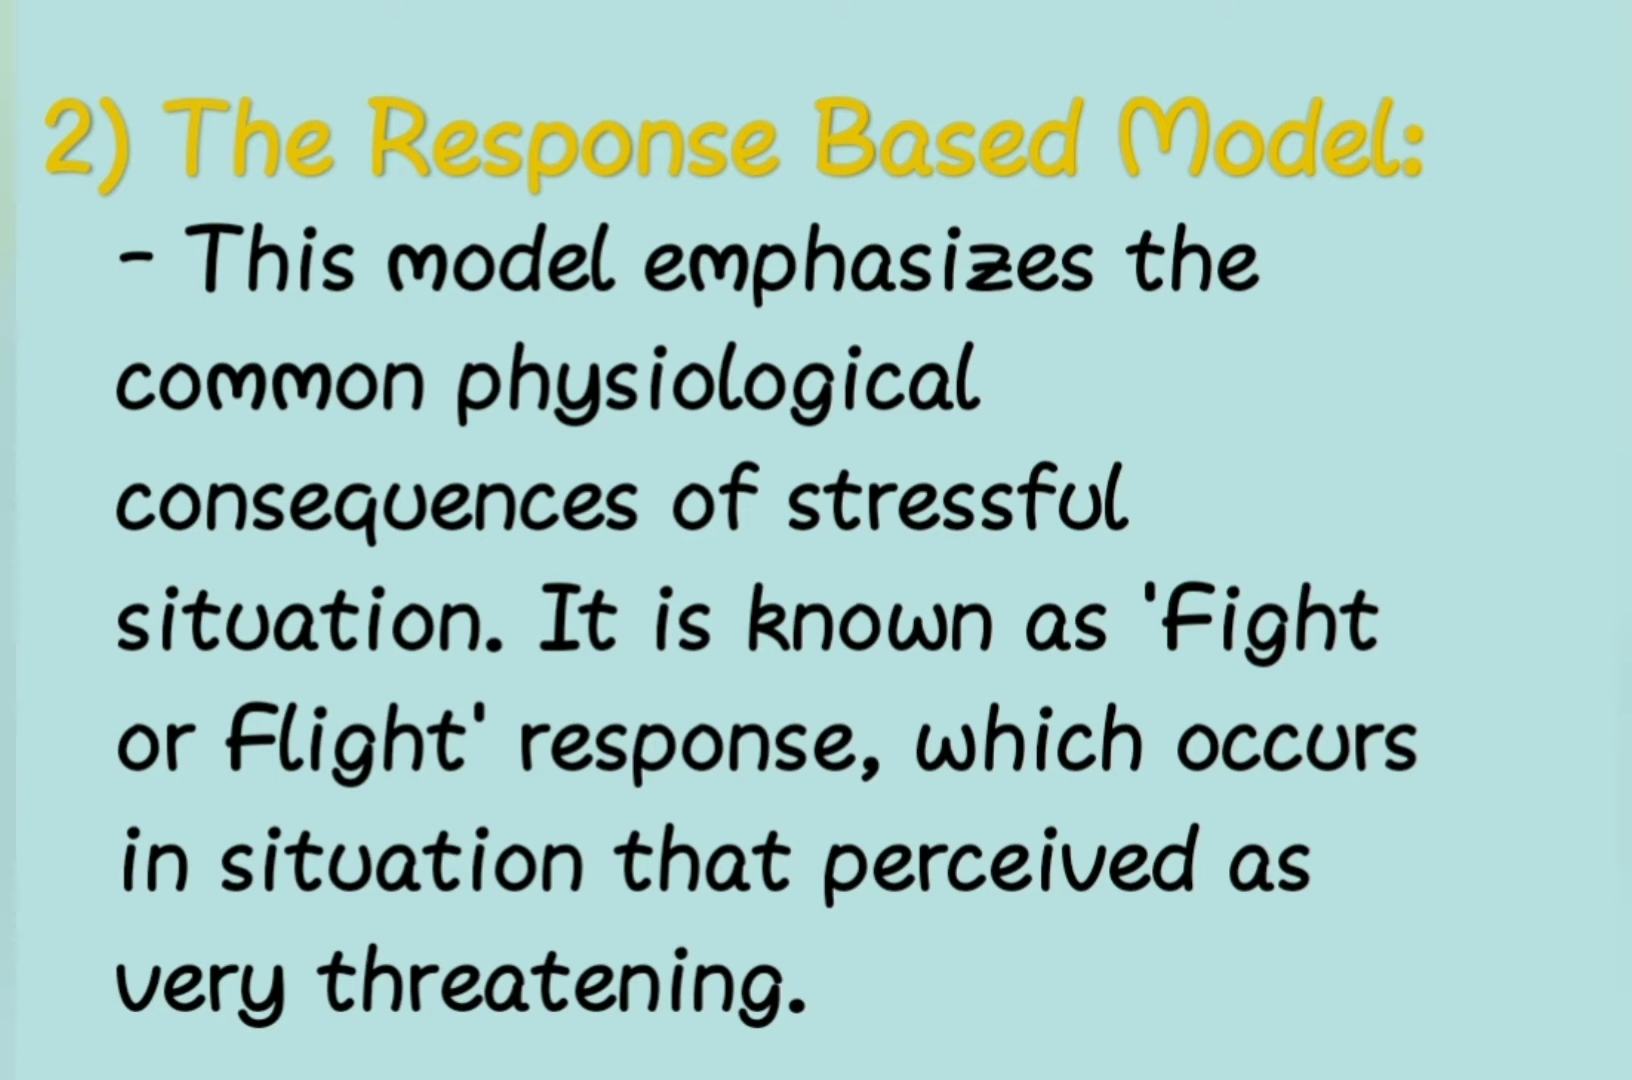 2) The Response Based Model:
- This model emphasizes the
common physiological
consequences of stressful
situation. It is known as 'Fight
or Flight' response, which occurs
in situation that perceived as
very threatening.